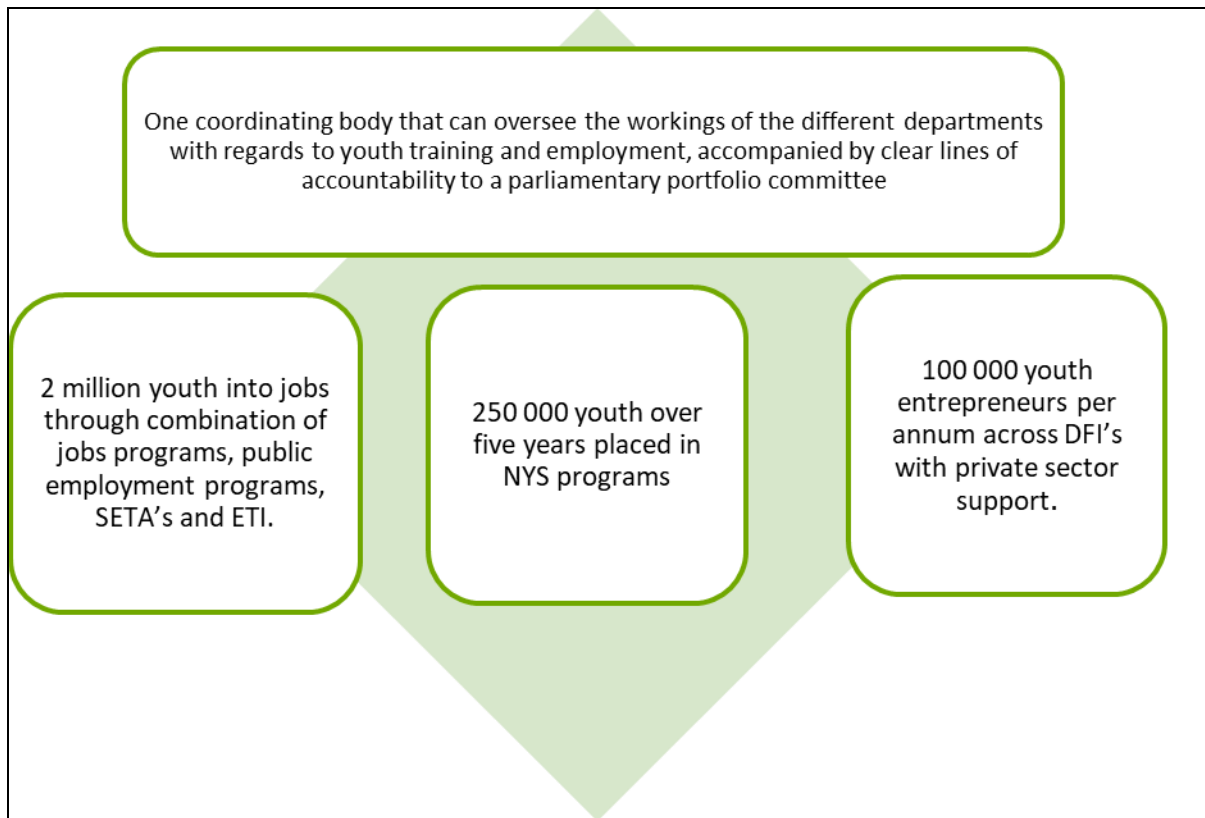 One coordinating body that can oversee the workings of the different departments
with regards to youth training and employment, accompanied by clear lines of
accountability to a parliamentary portfolio committee
2 million youth into jobs
through combination of
jobs programs, public
employment programs,
SETA’s and ETI.
250 000 youth over
five years placed in
NYS programs
100 000 youth
entrepreneurs per
annum across DFI’s
with private sector
support.